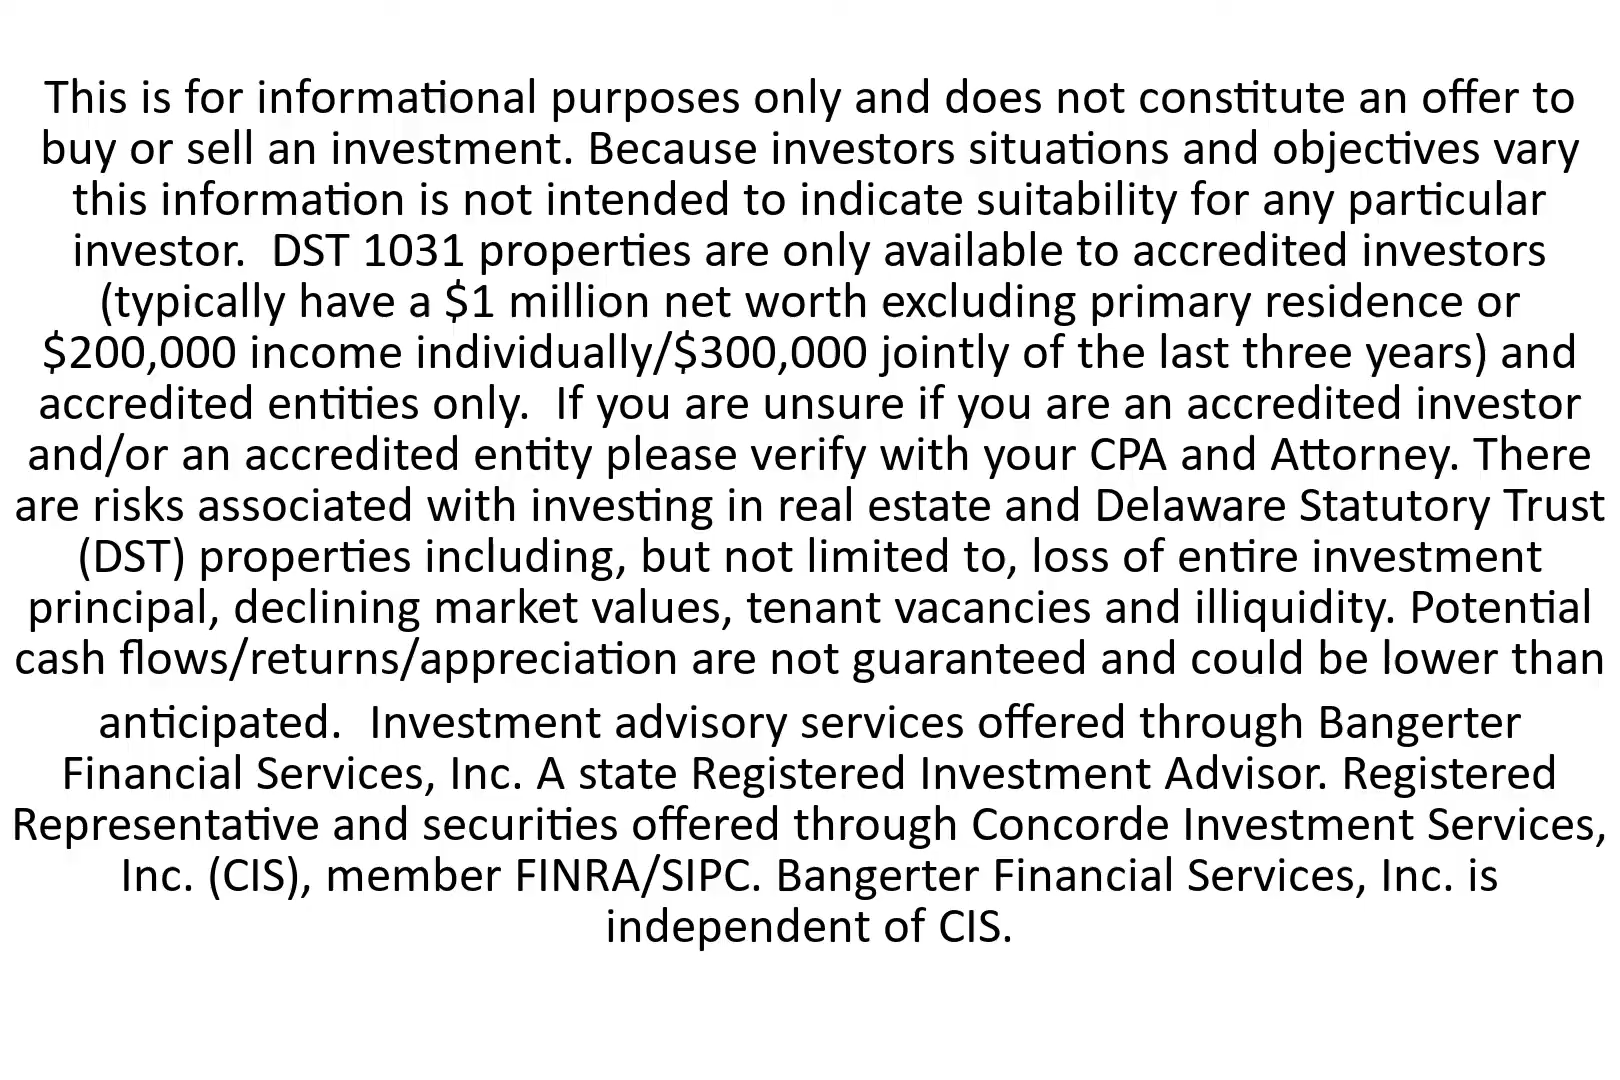 This is for informational purposes only and does not constitute an offer to
buy or sell an investment. Because investors situations and objectives vary
this information is not intended to indicate suitability for any particular
investor.  DST 1031 properties are only available to accredited investors
(typically have a $1 million net worth excluding primary residence or
$200,000 income individually/$300,000 jointly of the last three years) and
accredited entities only.  If you are unsure if you are an accredited investor
and/or an accredited entity please verify with your CPA and Attorney. There
are risks associated with investing in real estate and Delaware Statutory Trust
(DST) properties including, but not limited to, loss of entire investment
principal, declining market values, tenant vacancies and illiquidity. Potential
cash flows/returns/appreciation are not guaranteed and could be lower than
anticipated.  Investment advisory services offered through Bangerter
Financial Services, Inc. A state Registered Investment Advisor. Registered
Representative and securities offered through Concorde Investment Services,
Inc. (CIS), member FINRA/SIPC. Bangerter Financial Services, Inc. is
independent of CIS.